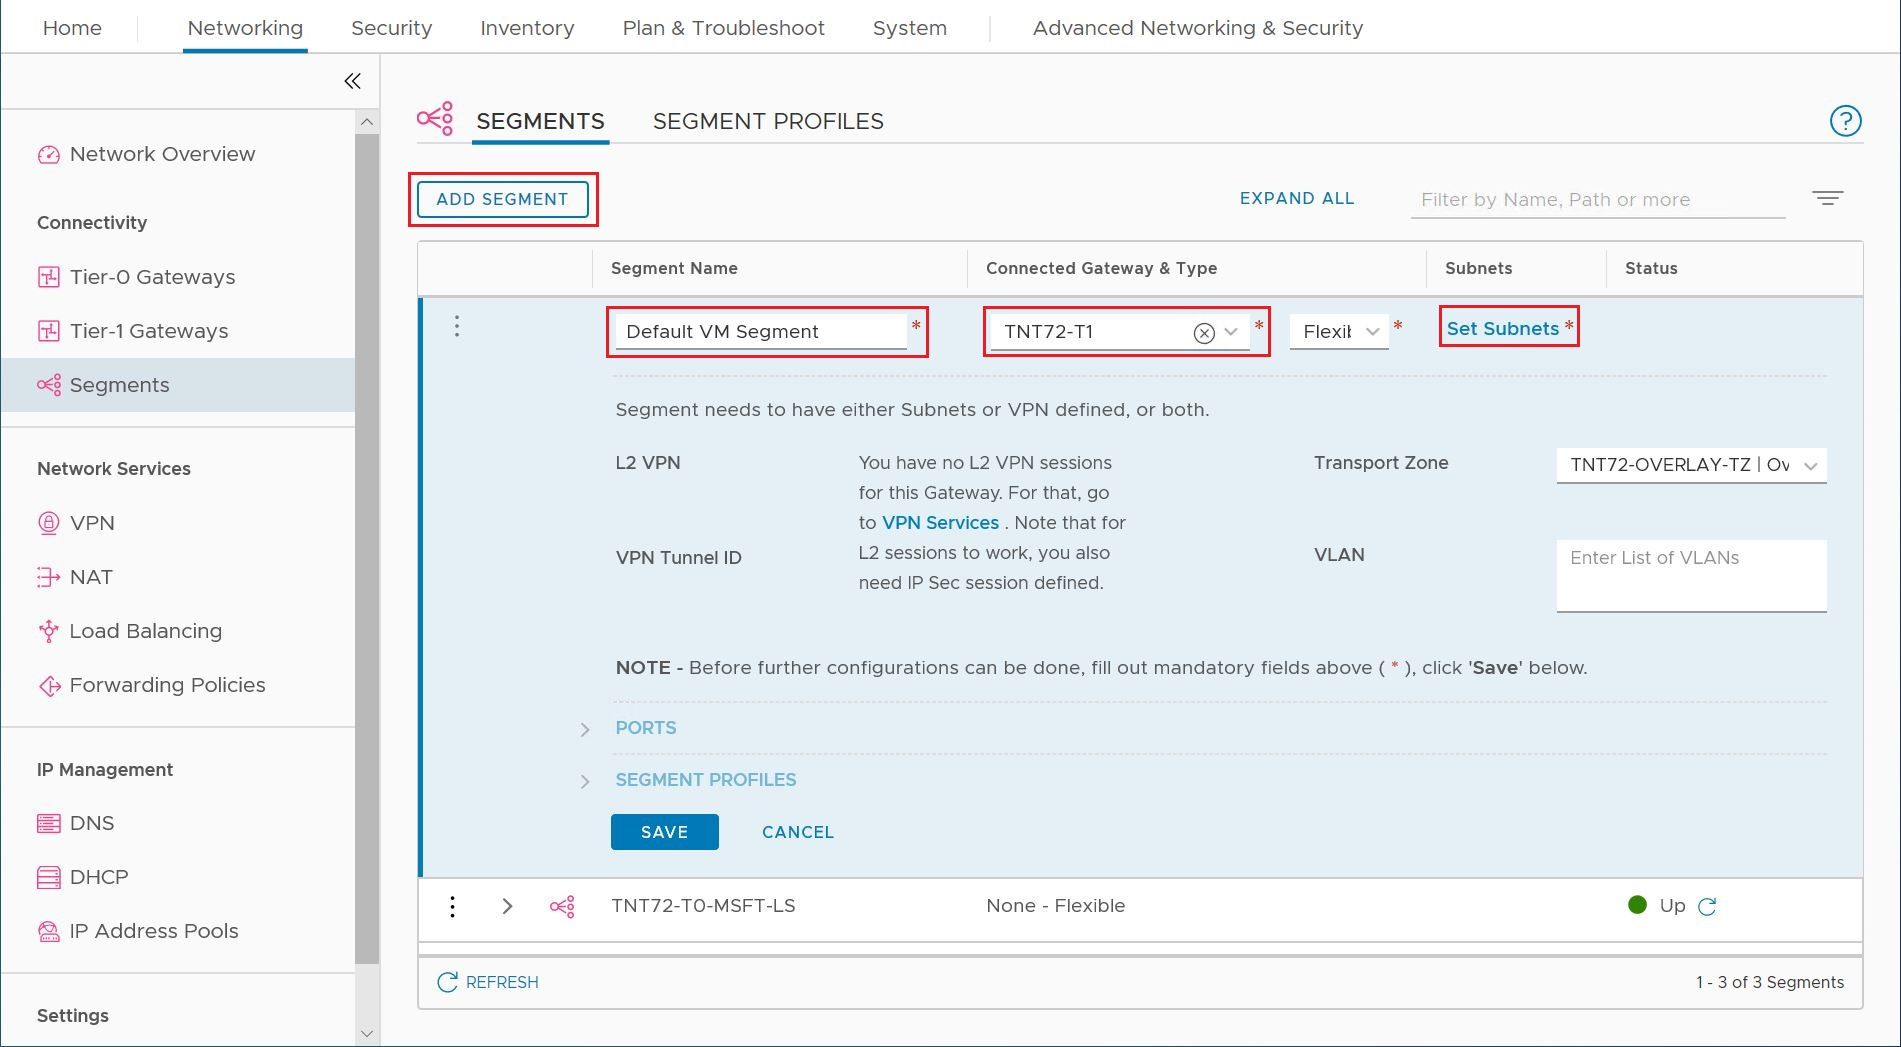 Home
Networking
Security
Inventory
Plan & Troubleshoot
System
Advanced Networking & Security
Network Overview
Connectivity
Tier-0 Gateways
Tier-1 Gateways
Segments
Network Services
VPN
NAT
Load Balancing
Forwarding Policies
IP Management
DNS
DHCP
IP Address Pools
Settings
SEGMENTS
SEGMENT PROFILES
?
ADD SEGMENT
EXPAND ALL
Filter by Name, Path or more
Segment Name
Connected Gateway & Type
Subnets
Status
Default VM Segment *
TNT72-T1 *
Flexib *
Set Subnets *
Segment needs to have either Subnets or VPN defined, or both.
L2 VPN
You have no L2 VPN sessions
for this Gateway. For that, go
to VPN Services . Note that for
L2 sessions to work, you also
need IP Sec session defined.
VPN Tunnel ID
Transport Zone
TNT72-OVERLAY-TZ | Ov
VLAN
Enter List of VLANs
NOTE - Before further configurations can be done, fill out mandatory fields above ( * ), click 'Save' below.
PORTS
SEGMENT PROFILES
SAVE
CANCEL
TNT72-T0-MSFT-LS
None - Flexible
Up
REFRESH
1 - 3 of 3 Segments